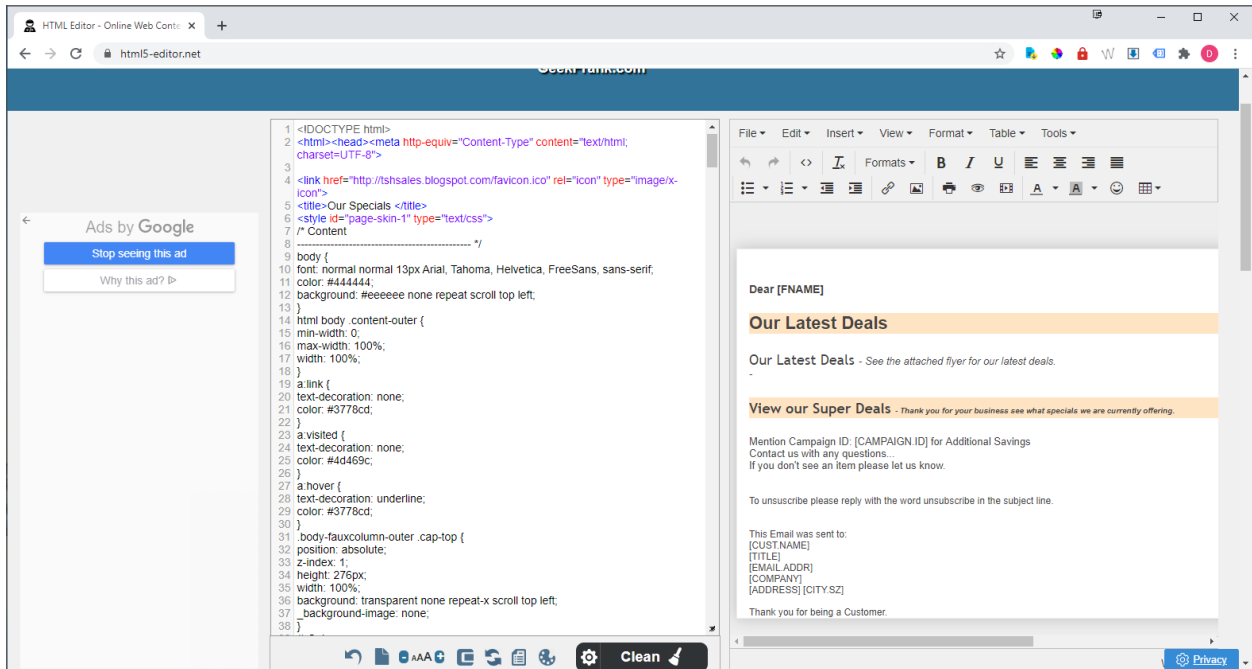 HTML Editor - Online Web Conte
html5-editor.net
D
GeekPrank.com
Ads by Google
Stop seeing this ad
Why this ad?
1 <!DOCTYPE html>
2 <html><head><meta http-equiv="Content-Type" content="text/html;
charset=UTF-8">
3
4 <link href="http://tshsales.blogspot.com/favicon.ico" rel="icon" type="image/x-
icon">
5 <title>Our Specials </title>
6 <style id="page-skin-1" type="text/css">
7 /* Content
8 ----------------------------------------------- */
9 body {
10 font: normal normal 13px Arial, Tahoma, Helvetica, FreeSans, sans-serif;
11 color: #444444;
12 background: #eeeeee none repeat scroll top left;
13 }
14 html body .content-outer {
15 min-width: 0;
16 max-width: 100%;
17 width: 100%;
18 }
19 a:link {
20 text-decoration: none;
21 color: #3778cd;
22 }
23 a:visited {
24 text-decoration: none;
25 color: #4d469c;
26 }
27 a:hover {
28 text-decoration: underline;
29 color: #3778cd;
30 }
31 .body-fauxcolumn-outer .cap-top {
32 position: absolute;
33 z-index: 1;
34 height: 276px;
35 width: 100%;
36 background: transparent none repeat-x scroll top left;
37 _background-image: none;
38 }
AAA
Clean
File Edit Insert View Format Table Tools
Formats B I U
A A
Dear [FNAME]
Our Latest Deals
Our Latest Deals - See the attached flyer for our latest deals.
-
View our Super Deals - Thank you for your business see what specials we are currently offering.
Mention Campaign ID: [CAMPAIGN.ID] for Additional Savings
Contact us with any questions...
If you don't see an item please let us know.
To unsuscribe please reply with the word unsubscribe in the subject line.
This Email was sent to:
[CUST.NAME]
[TITLE]
[EMAIL.ADDR]
[COMPANY]
[ADDRESS] [CITY.SZ]
Thank you for being a Customer.
Privacy